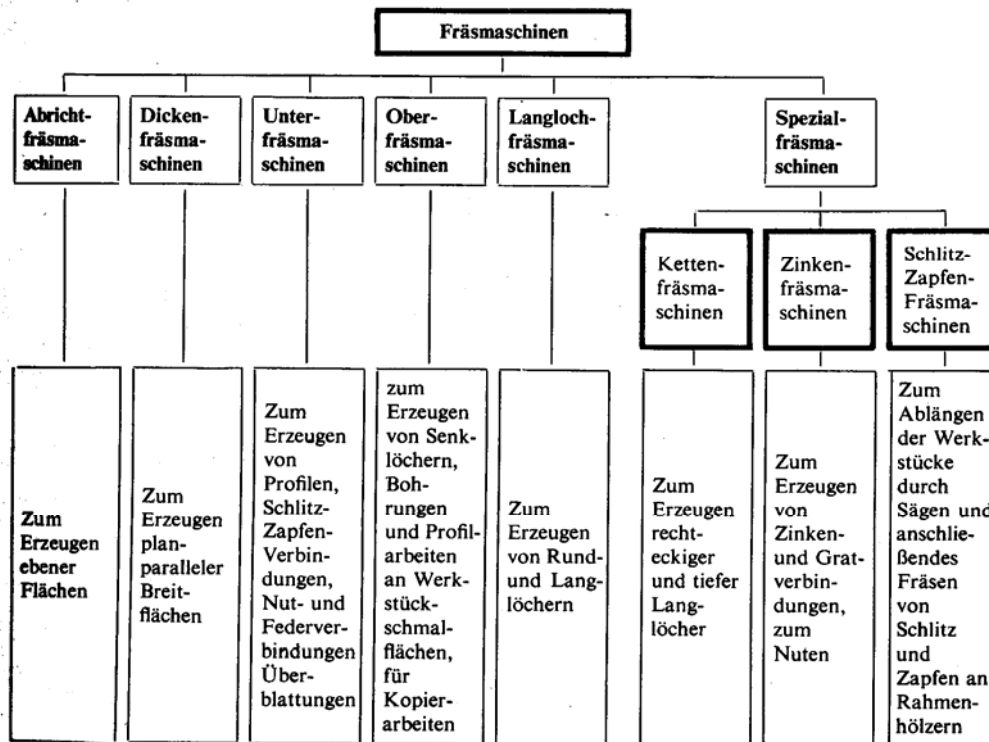 Fräsmaschinen
Abricht-
fräsma-
schinen
Dicken-
fräsma-
schinen
Unter-
fräsma-
schinen
Ober-
fräsma-
schinen
Langloch-
fräsma-
schinen
Spezial-
fräsma-
schinen
Ketten-
fräsma-
schinen
Zinken-
fräsma-
schinen
Schlitz-
Zapfen-
Fräsma-
schinen
Zum
Erzeugen
ebener
Flächen
Zum
Erzeugen
plan-
paralleler
Breit-
flächen
Zum
Erzeugen
von
Profilen,
Schlitz-
Zapfen-
Verbin-
dungen,
Nut- und
Federver-
bindungen
Über-
blattungen
zum
Erzeugen
von Senk-
löchern,
Boh-
rungen
und Profil-
arbeiten
an Werk-
stück-
schmal-
flächen,
für
Kopier-
arbeiten
Zum
Erzeugen
von Rund-
und Lang-
löchern
Zum
Erzeugen
recht-
eckiger
und tiefer
Lang-
löcher
Zum
Erzeugen
von
Zinken-
und Grat-
verbin-
dungen,
zum
Nuten
Zum
Ablängen
der Werk-
stücke
durch
Sägen und
anschlie-
ßendes
Fräsen
von
Schlitz
und
Zapfen an
Rahmen-
hölzern